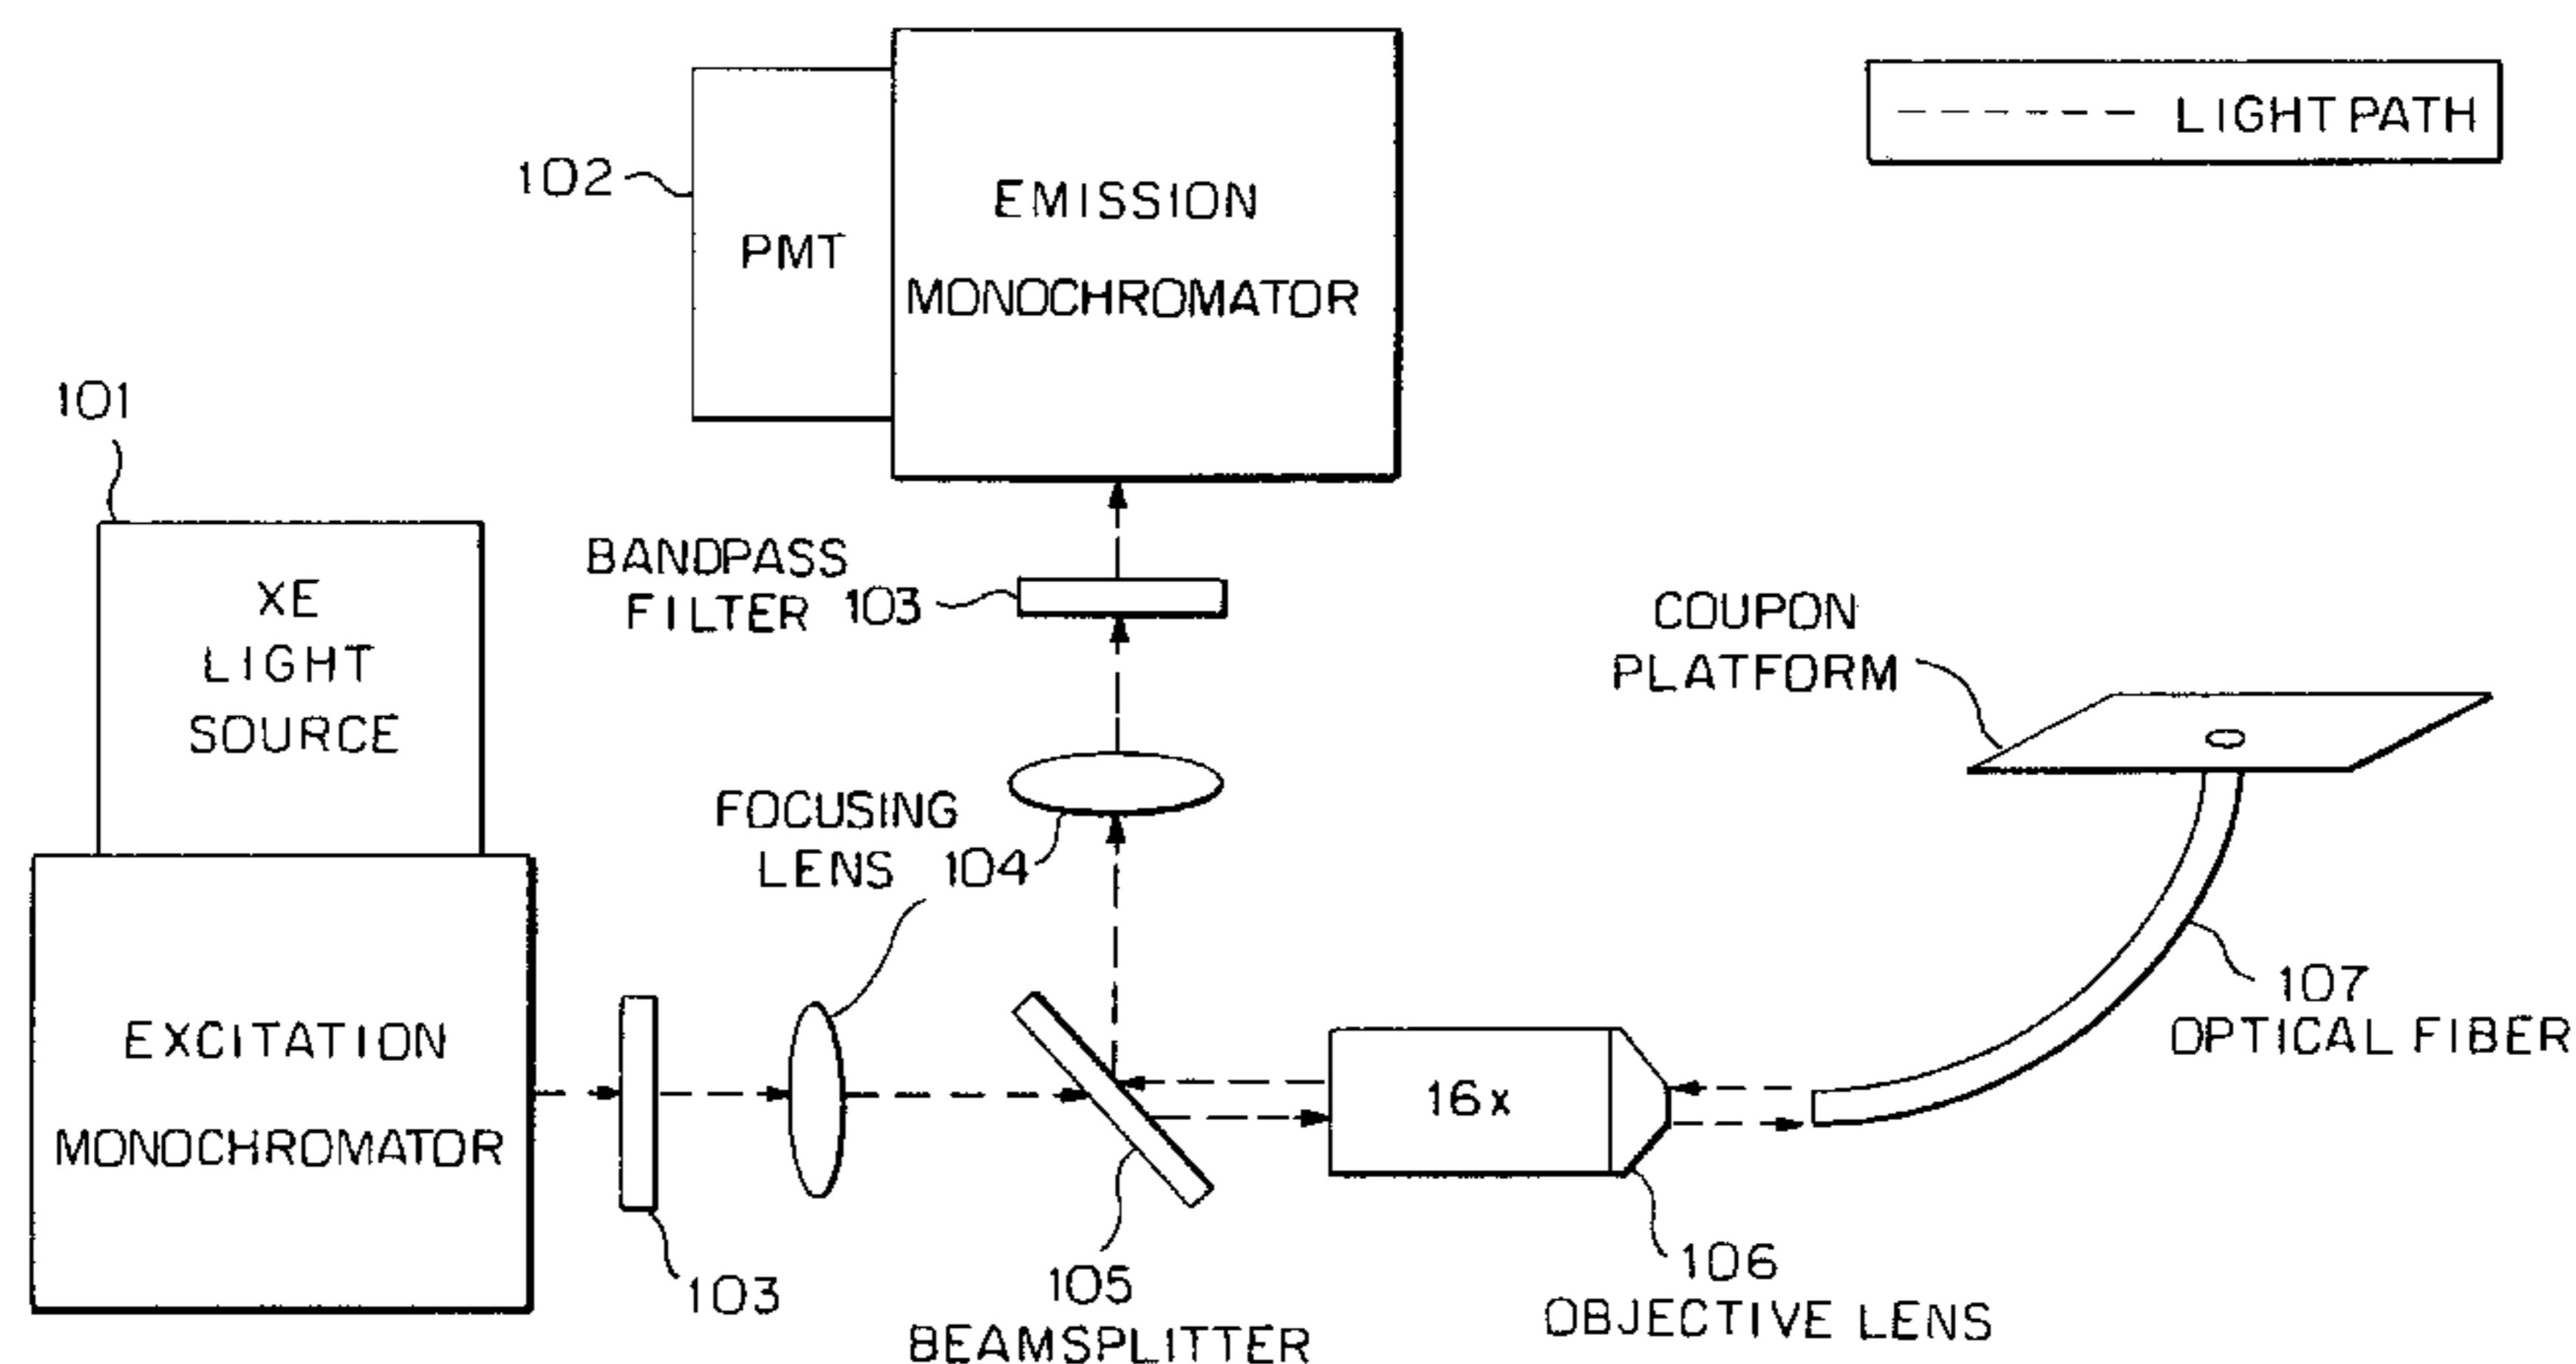 LIGHT PATH
102
PMT
EMISSION
MONOCHROMATOR
101
XE
LIGHT
SOURCE
BANDPASS
FILTER 103
COUPON
PLATFORM
FOCUSING
LENS 104
EXCITATION
MONOCHROMATOR
16x
107
OPTICAL FIBER
103
105
BEAMSPLITTER
106
OBJECTIVE LENS